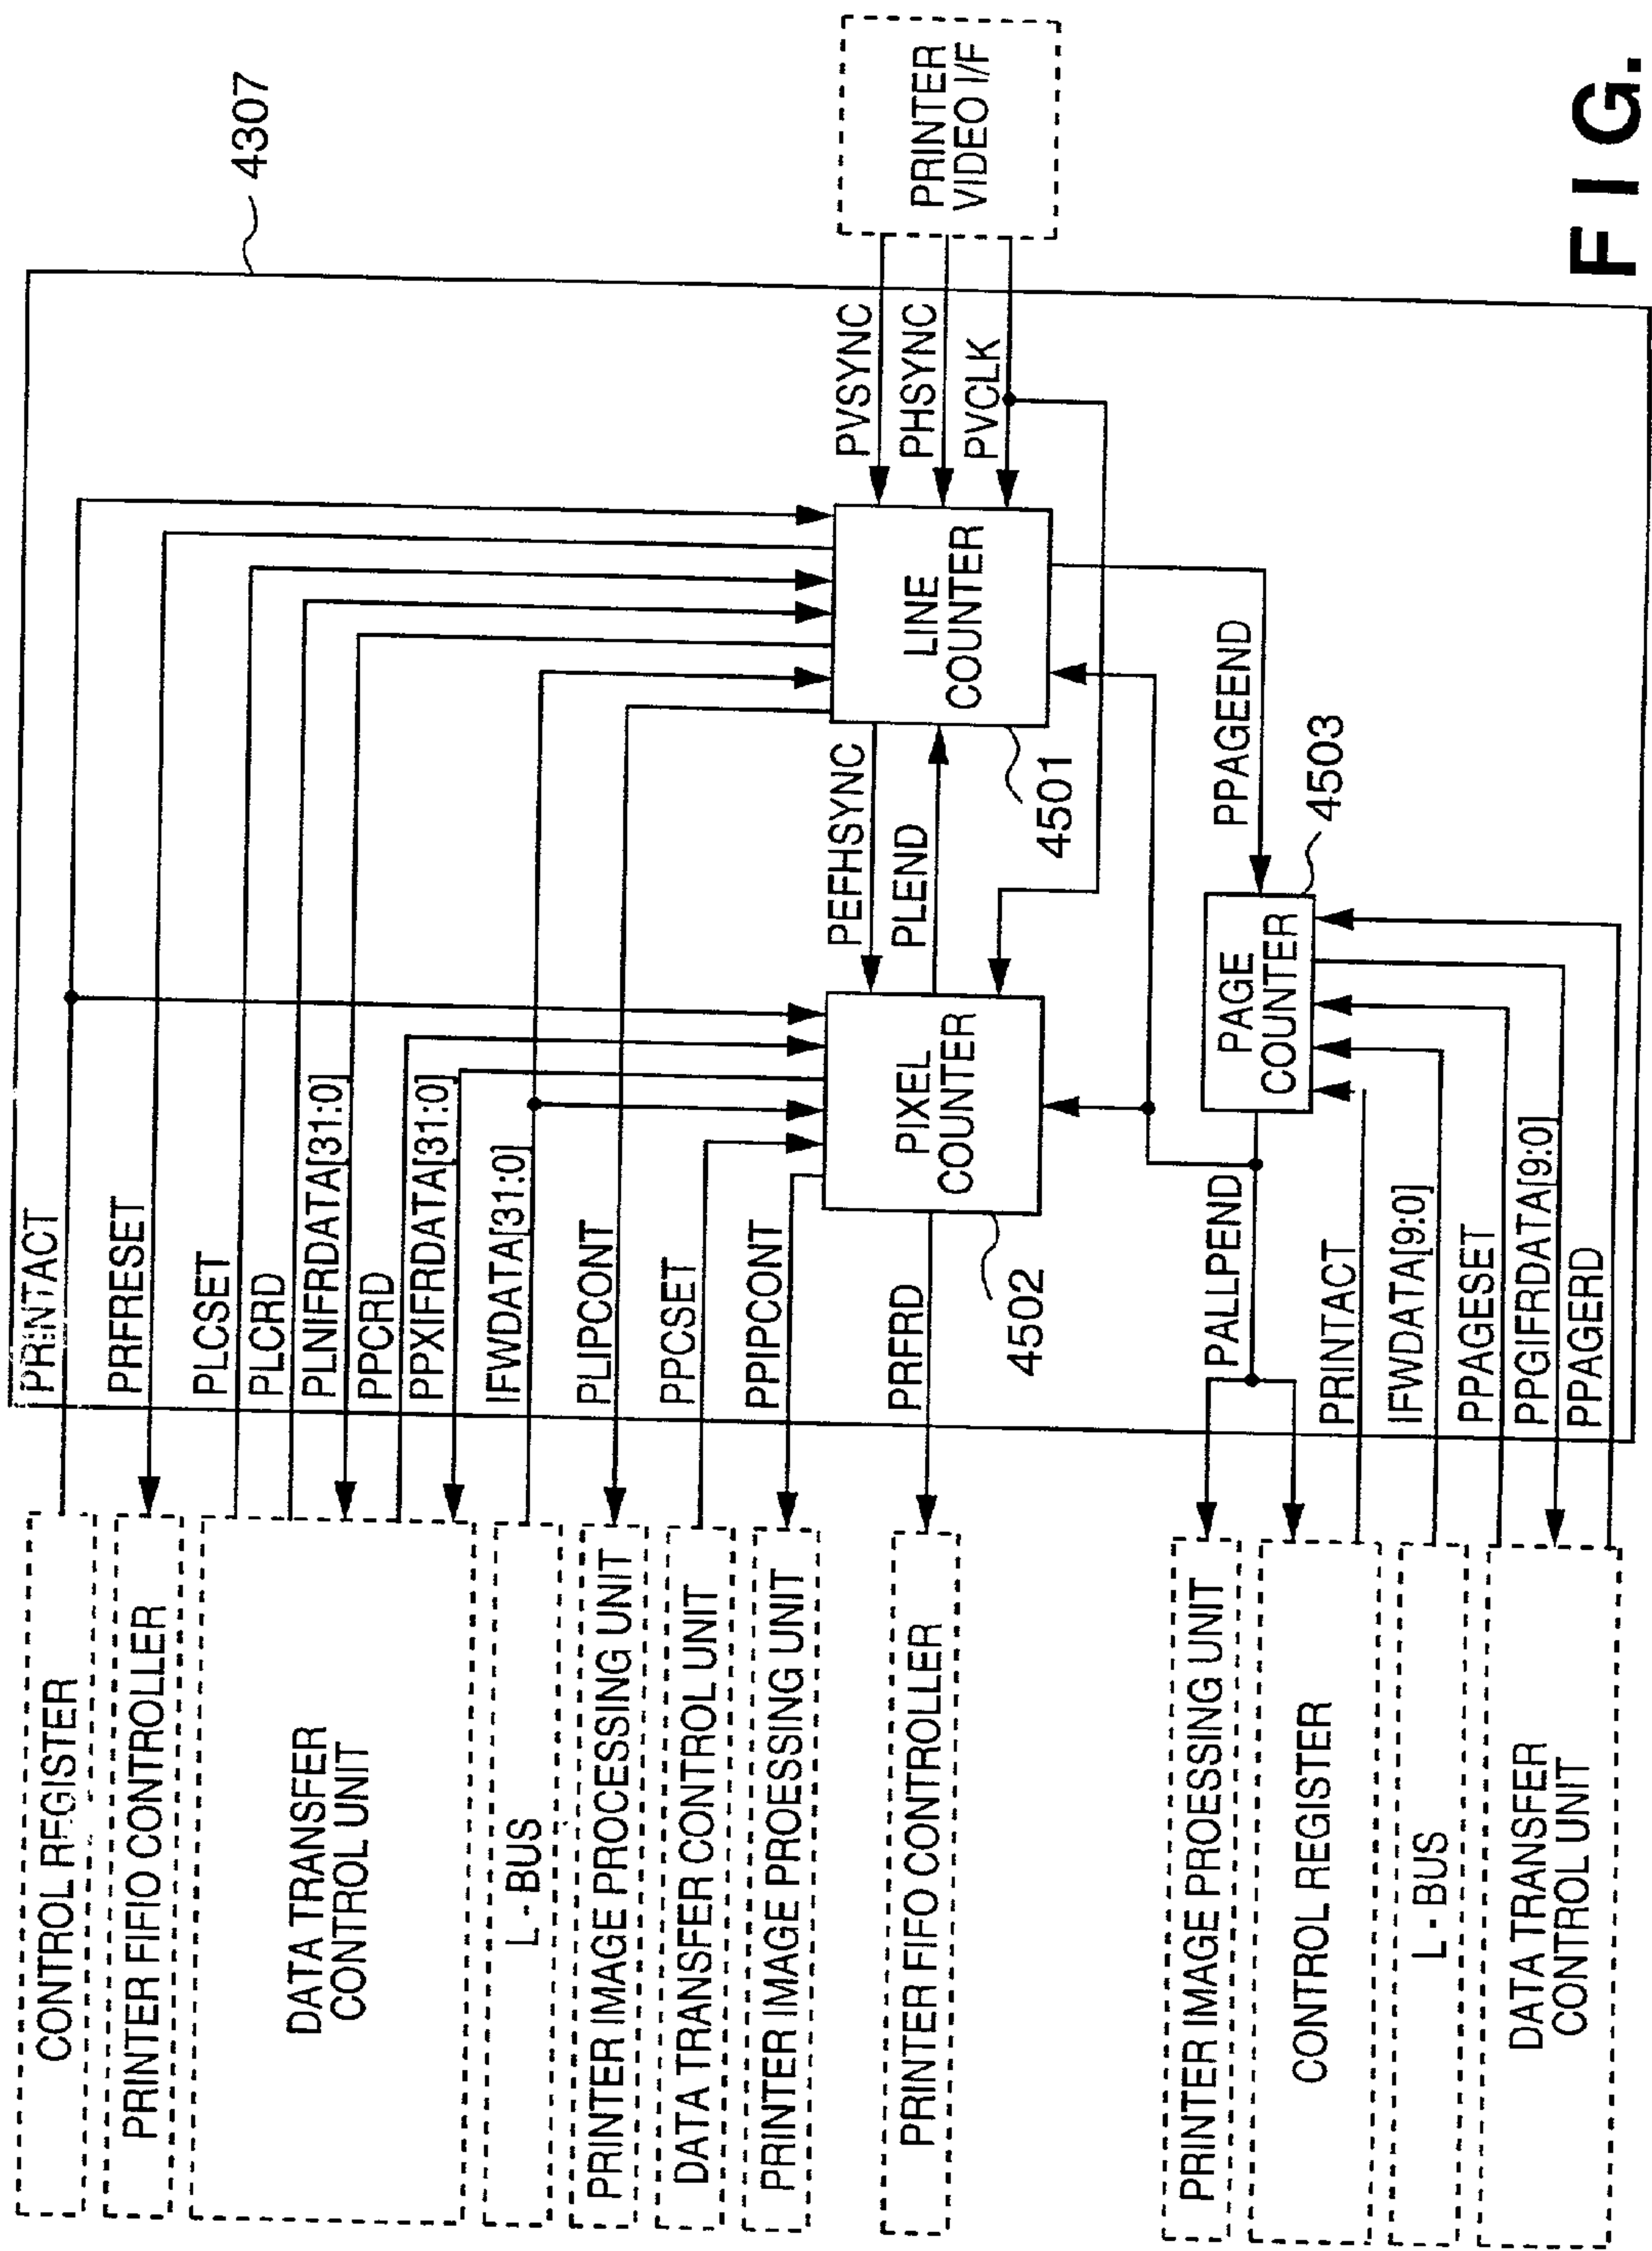 CONTROL REGISTER
PRINTER FIFIO CONTROLLER
DATA TRANSFER
CONTROL UNIT
L - BUS
PRINTER IMAGE PROCESSING UNIT
DATA TRANSFER CONTROL UNIT
PRINTER IMAGE PROESSING UNIT
PRINTER FIFO CONTROLLER
PRINTER IMAGE PROESSING UNIT
CONTROL REGISTER
L - BUS
DATA TRANSFER
CONTROL UNIT
PRINTACT
PRFRESET
PLCSET
PLCRD
PLNIFRDATA[31:0]
PPCRD
PPXIFRDATA[31:0]
IFWDATA[31:0]
PLIPCONT
PPCSET
PPIPCONT
PRFRD
PALLPEND
PRINTACT
IFWDATA[9:0]
PPAGESET
PPGIFRDATA[9:0]
PPAGERD
PIXEL
COUNTER
4502
PAGE
COUNTER
4503
PEFHSYNC
PLEND
LINE
COUNTER
4501
PPAGEEND
PVSYNC
PHSYNC
PVCLK
4307
PRINTER
VIDEO I/F
FIG.